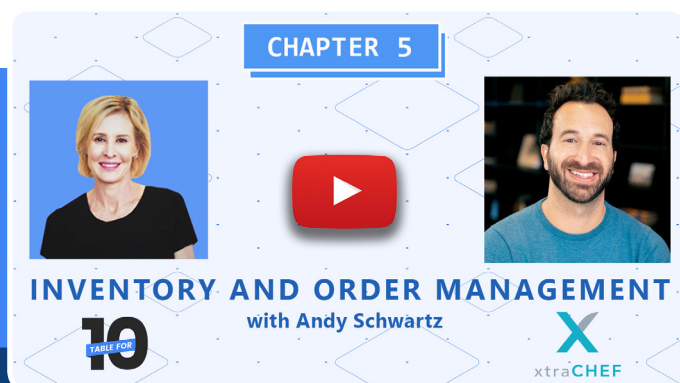 CHAPTER 5
INVENTORY AND ORDER MANAGEMENT
with Andy Schwartz
10
TABLE FOR
xtraCHEF